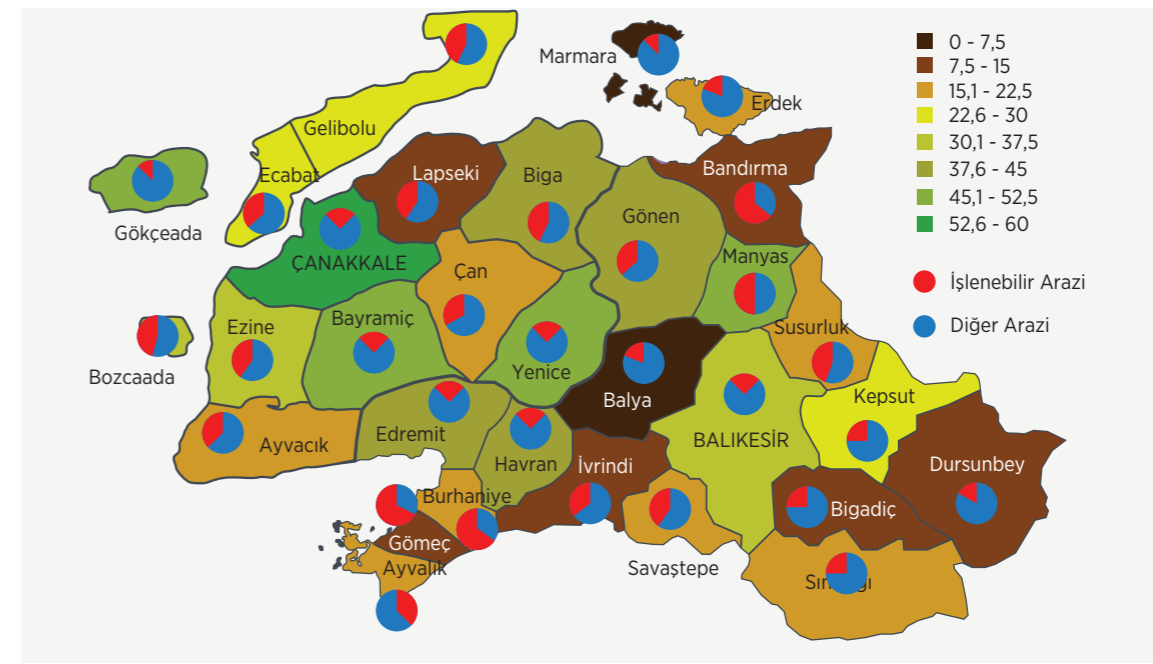 Marmara
Erdek
Gelibolu
Ecabat
Gökçeada
Lapseki
Biga
Bandırma
Gönen
Manyas
ÇANAKKALE
Çan
Ezine
Bayramiç
Bozcaada
Yenice
Susurluk
Balya
Kepsut
Ayvacık
Edremit
Havran
İvrindi
BALIKESİR
Dursunbey
Burhaniye
Bigadiç
Gömeç
Ayvalık
Savaştepe
0 - 7,5
7,5 - 15
15,1 - 22,5
22,6 - 30
30,1 - 37,5
37,6 - 45
45,1 - 52,5
52,6 - 60
İşlenebilir Arazi
Diğer Arazi